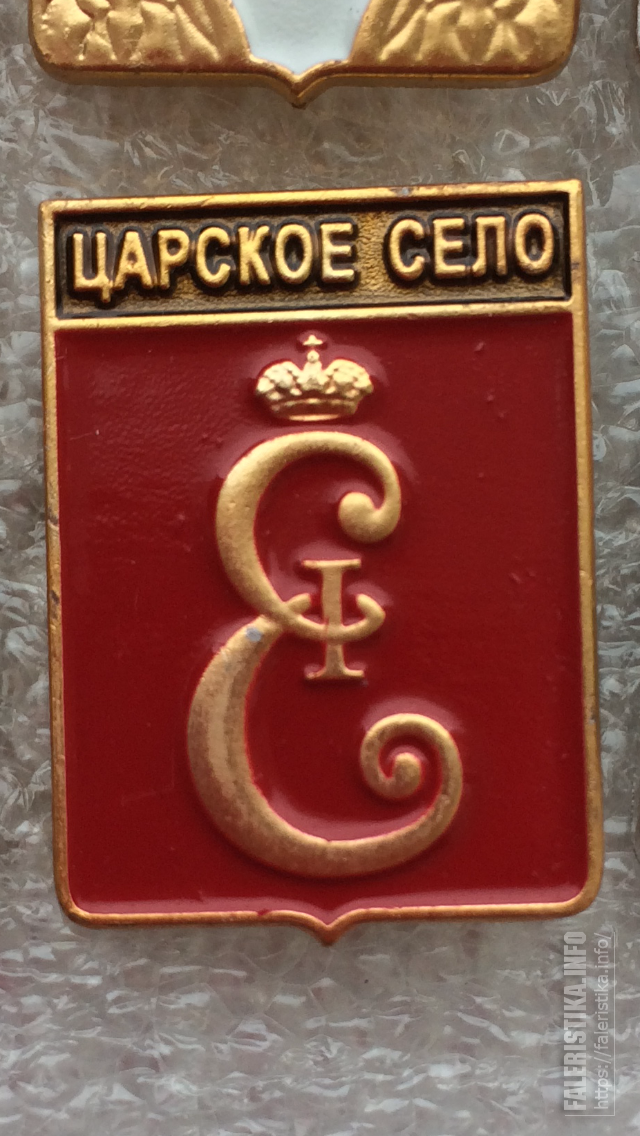 ЦАРСКОЕ СЕЛО
Е I
FALERISTIKA.INFO
https://faleristika.info/